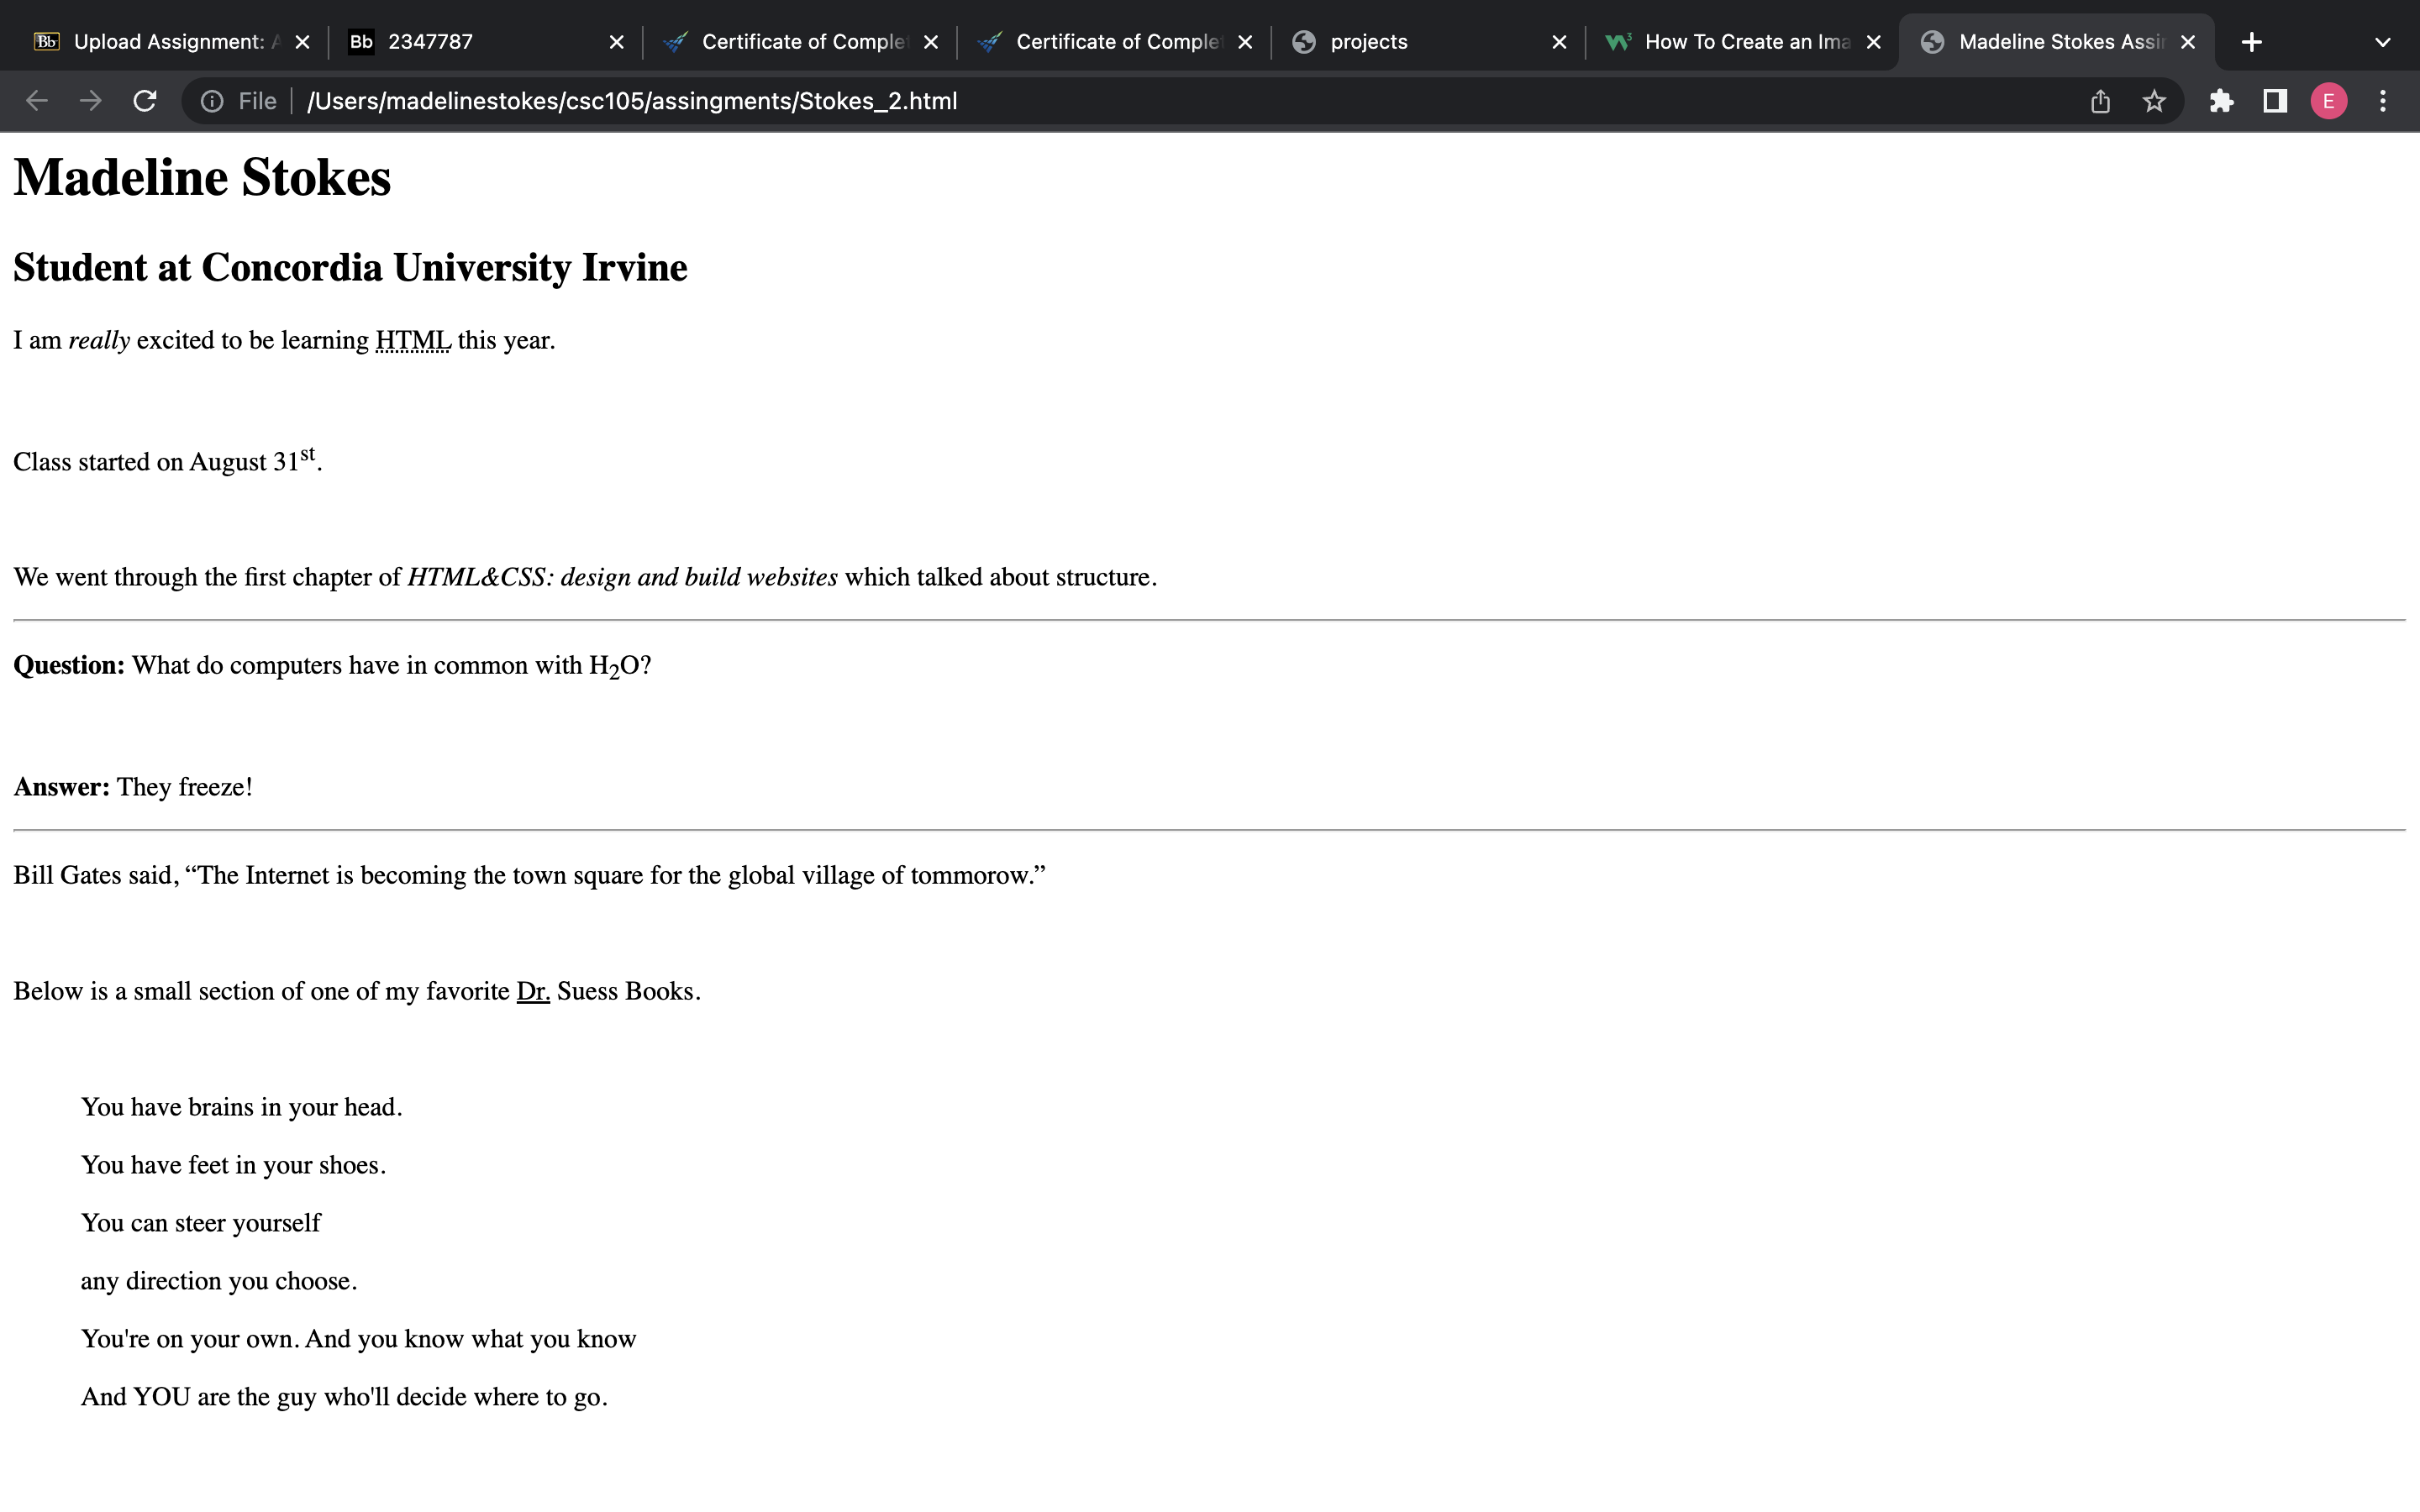 Upload Assignment: A
Bb 2347787
Certificate of Complet
Certificate of Complet
projects
How To Create an Ima
Madeline Stokes Assi
File /Users/madelinestokes/csc105/assingments/Stokes_2.html
E
Madeline Stokes
Student at Concordia University Irvine
I am really excited to be learning HTML this year.
Class started on August 31st.
We went through the first chapter of HTML&CSS: design and build websites which talked about structure.
Question: What do computers have in common with H2O?
Answer: They freeze!
Bill Gates said, “The Internet is becoming the town square for the global village of tommorow.”
Below is a small section of one of my favorite Dr. Suess Books.
You have brains in your head.
You have feet in your shoes.
You can steer yourself
any direction you choose.
You're on your own. And you know what you know
And YOU are the guy who'll decide where to go.